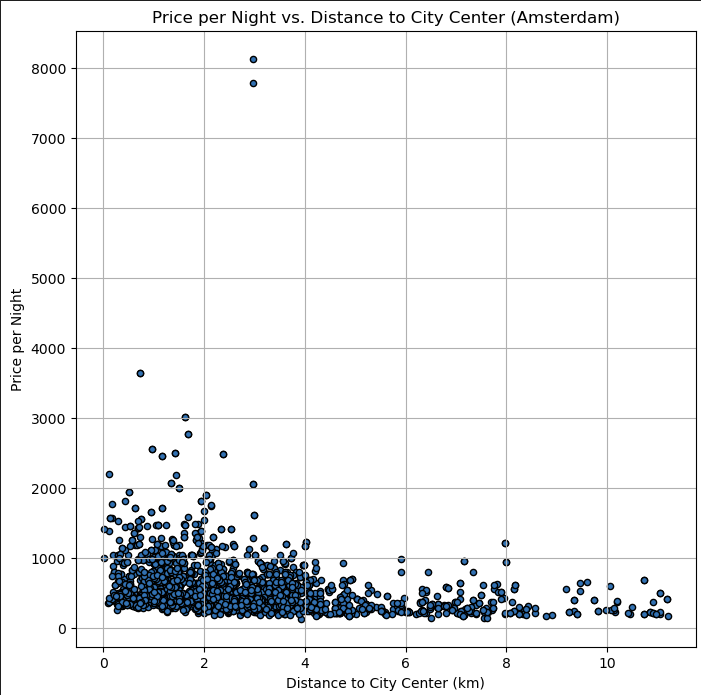 Price per Night vs. Distance to City Center (Amsterdam)
8000
7000
6000
5000
4000
3000
2000
1000
0
Price per Night
0 2 4 6 8 10
Distance to City Center (km)